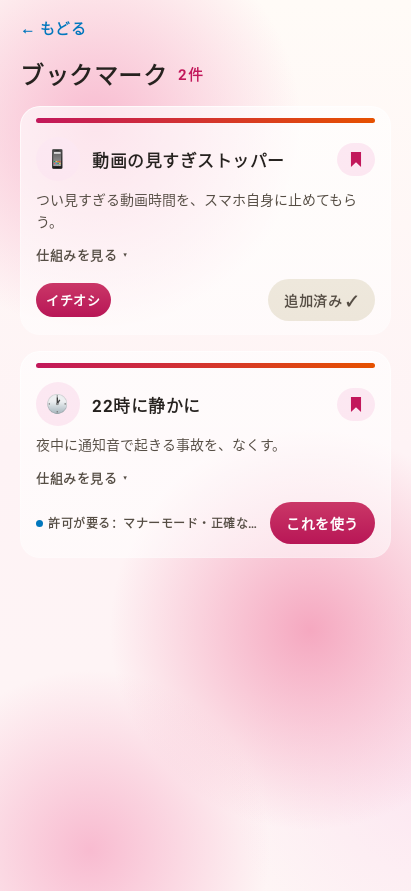 ← もどる
ブックマーク 2件
動画の見すぎストッパー
つい見すぎる動画時間を、スマホ自身に止めてもら
う。
仕組みを見る
イチオシ
追加済み ✓
22時に静かに
夜中に通知音で起きる事故を、なくす。
仕組みを見る
許可が要る: マナーモード・正確な…
これを使う